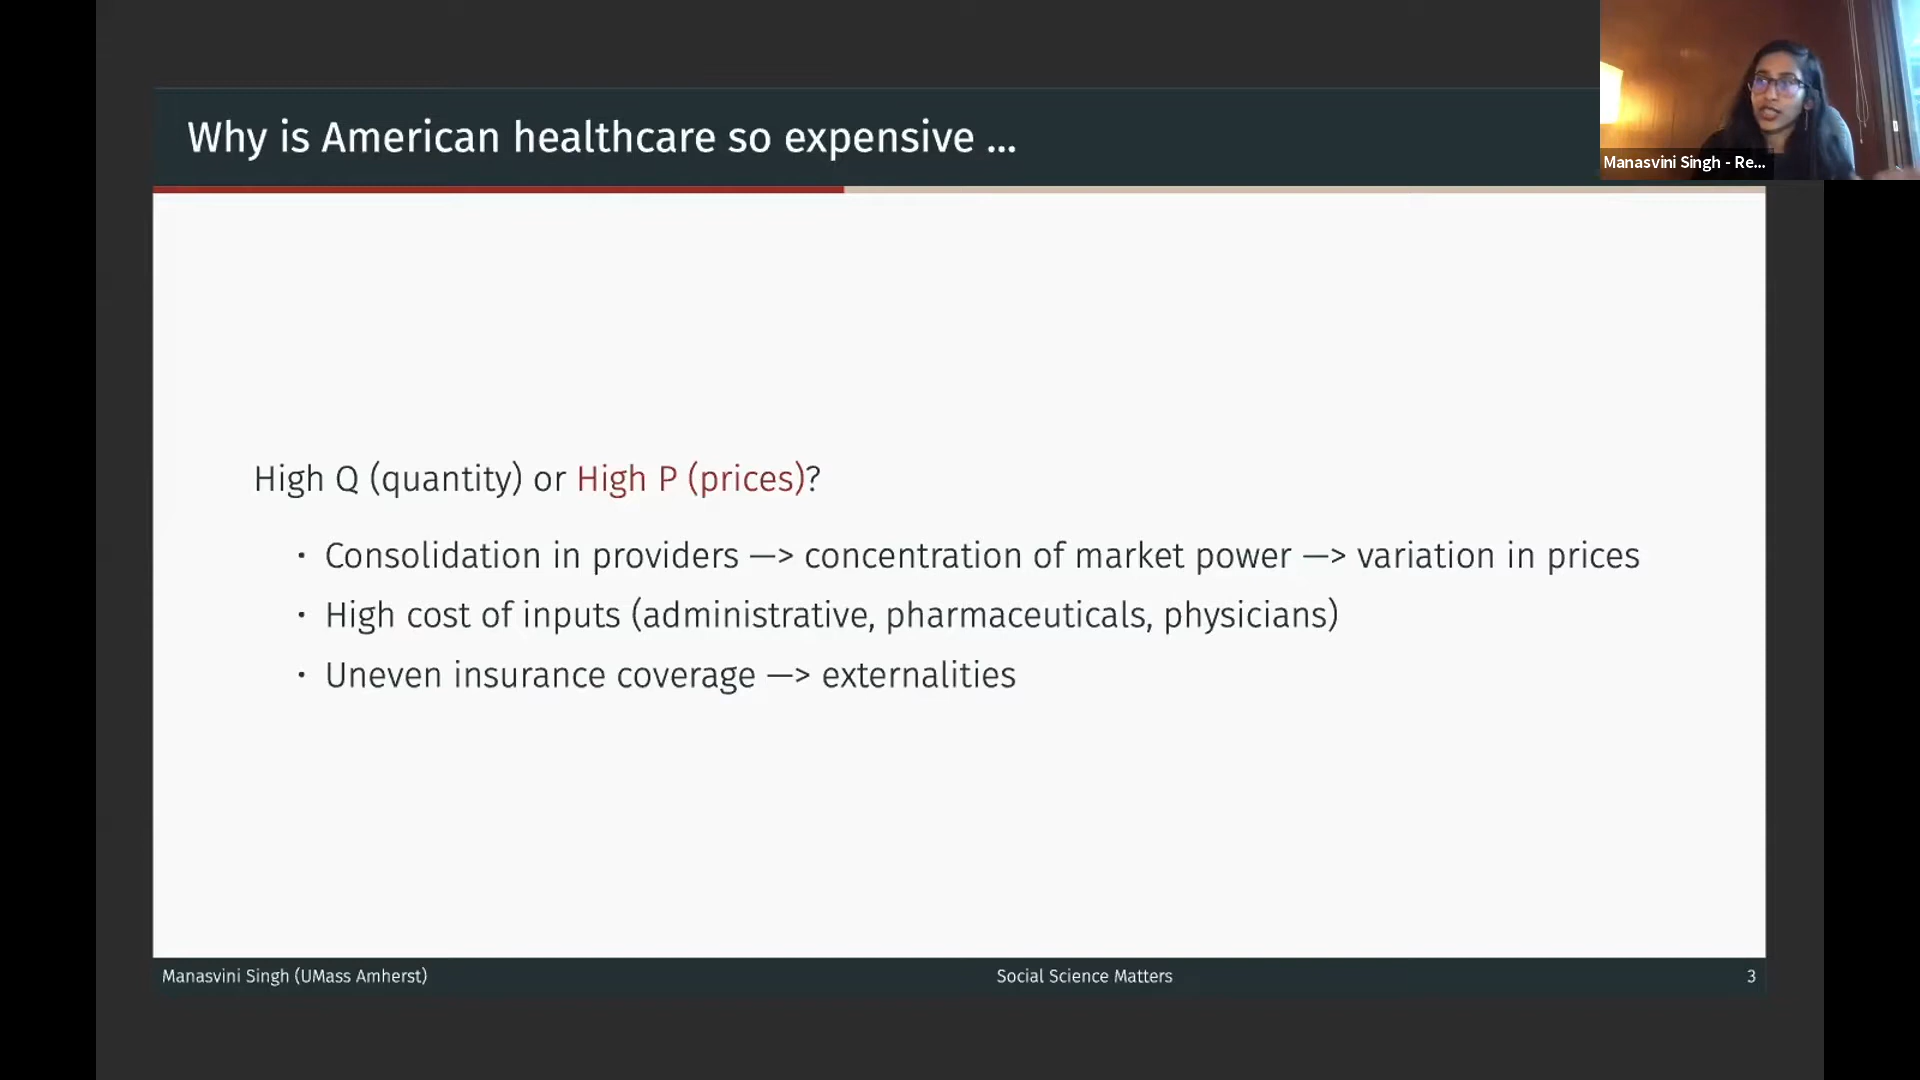 Why is American healthcare so expensive ...
Manasvini Singh - Re...
High Q (quantity) or High P (prices)?
• Consolidation in providers —> concentration of market power —> variation in prices
• High cost of inputs (administrative, pharmaceuticals, physicians)
• Uneven insurance coverage —> externalities
Manasvini Singh (UMass Amherst)
Social Science Matters
3